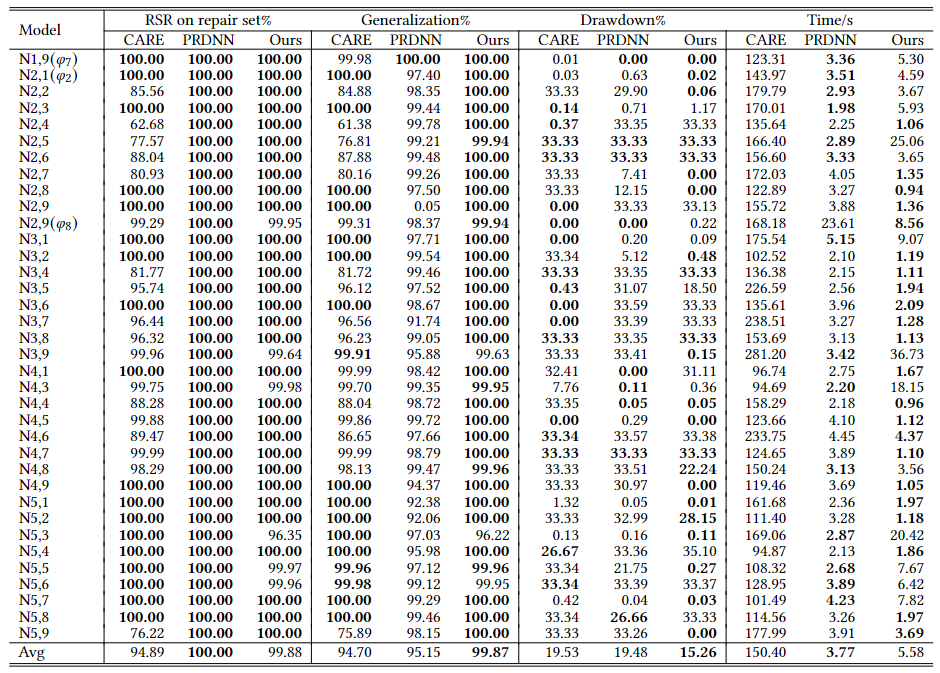 Model RSR on repair set% Generalization% Drawdown% Time/s
CARE PRDNN Ours CARE PRDNN Ours CARE PRDNN Ours CARE PRDNN Ours
N1,9(φ7) 100.00 100.00 100.00 99.98 100.00 100.00 0.01 0.00 0.00 123.31 3.36 5.30
N2,1(φ2) 100.00 100.00 100.00 100.00 97.40 100.00 0.03 0.63 0.02 143.97 3.51 4.59
N2,2 85.56 100.00 100.00 84.88 98.35 100.00 33.33 29.90 0.06 179.79 2.93 3.67
N2,3 100.00 100.00 100.00 100.00 99.44 100.00 0.14 0.71 1.17 170.01 1.98 5.93
N2,4 62.68 100.00 100.00 61.38 99.78 100.00 0.37 33.35 33.33 135.64 2.25 1.06
N2,5 77.57 100.00 100.00 76.81 99.21 99.94 33.33 33.33 33.33 166.40 2.89 25.06
N2,6 88.04 100.00 100.00 87.88 99.48 100.00 33.33 33.33 33.33 156.60 3.33 3.65
N2,7 80.93 100.00 100.00 80.16 99.26 100.00 33.33 7.41 0.00 172.03 4.05 1.35
N2,8 100.00 100.00 100.00 100.00 97.50 100.00 33.33 12.15 0.00 122.89 3.27 0.94
N2,9 100.00 100.00 100.00 100.00 0.05 100.00 0.00 33.33 33.13 155.72 3.88 1.36
N2,9(φ8) 99.29 100.00 99.95 99.31 98.37 99.94 0.00 0.00 0.22 168.18 23.61 8.56
N3,1 100.00 100.00 100.00 100.00 97.71 100.00 0.00 0.20 0.09 175.54 5.15 9.07
N3,2 100.00 100.00 100.00 100.00 99.54 100.00 33.34 5.12 0.48 102.52 2.10 1.19
N3,4 81.77 100.00 100.00 81.72 99.46 100.00 33.33 33.35 33.33 136.38 2.15 1.11
N3,5 95.74 100.00 100.00 96.12 97.52 100.00 0.43 31.07 18.50 226.59 2.56 1.94
N3,6 100.00 100.00 100.00 100.00 98.67 100.00 0.00 33.59 33.33 135.61 3.96 2.09
N3,7 96.44 100.00 100.00 96.56 91.74 100.00 0.00 33.39 33.33 238.51 3.27 1.28
N3,8 96.32 100.00 100.00 96.23 99.05 100.00 33.33 33.35 33.33 153.69 3.13 1.13
N3,9 99.96 100.00 99.64 99.91 95.88 99.63 33.33 33.41 0.15 281.20 3.42 36.73
N4,1 100.00 100.00 100.00 99.99 98.42 100.00 32.41 0.00 31.11 96.74 2.75 1.67
N4,3 99.75 100.00 99.98 99.70 99.35 99.95 7.76 0.11 0.36 94.69 2.20 18.15
N4,4 88.28 100.00 100.00 88.04 98.72 100.00 33.35 0.05 0.05 158.29 2.18 0.96
N4,5 99.88 100.00 100.00 99.86 99.72 100.00 0.00 0.29 0.00 123.66 4.10 1.12
N4,6 89.47 100.00 100.00 86.65 97.66 100.00 33.34 33.57 33.38 233.75 4.45 4.37
N4,7 99.99 100.00 100.00 99.99 98.79 100.00 33.33 33.33 33.33 124.65 3.89 1.10
N4,8 98.29 100.00 100.00 98.13 99.47 99.96 33.33 33.51 22.24 150.24 3.13 3.56
N4,9 100.00 100.00 100.00 100.00 94.37 100.00 33.33 30.97 0.00 119.46 3.69 1.05
N5,1 100.00 100.00 100.00 100.00 92.38 100.00 1.32 0.05 0.01 161.68 2.36 1.97
N5,2 100.00 100.00 100.00 100.00 92.06 100.00 33.33 32.99 28.15 111.40 3.28 1.18
N5,3 100.00 100.00 96.35 100.00 97.03 96.22 0.13 0.16 0.11 169.06 2.87 20.42
N5,4 100.00 100.00 100.00 100.00 95.98 100.00 26.67 33.36 35.10 94.87 2.13 1.86
N5,5 100.00 100.00 99.97 99.96 97.12 99.96 33.34 21.75 0.27 108.32 2.68 7.67
N5,6 100.00 100.00 99.96 99.98 99.12 99.95 33.34 33.39 33.37 128.95 3.89 6.42
N5,7 100.00 100.00 100.00 100.00 99.29 100.00 0.42 0.04 0.03 101.49 4.23 7.82
N5,8 100.00 100.00 100.00 100.00 99.46 100.00 33.34 26.66 33.33 114.56 3.26 1.97
N5,9 76.22 100.00 100.00 75.89 98.15 100.00 33.33 33.26 0.00 177.99 3.91 3.69
Avg 94.89 100.00 99.88 94.70 95.15 99.87 19.53 19.48 15.26 150.40 3.77 5.58